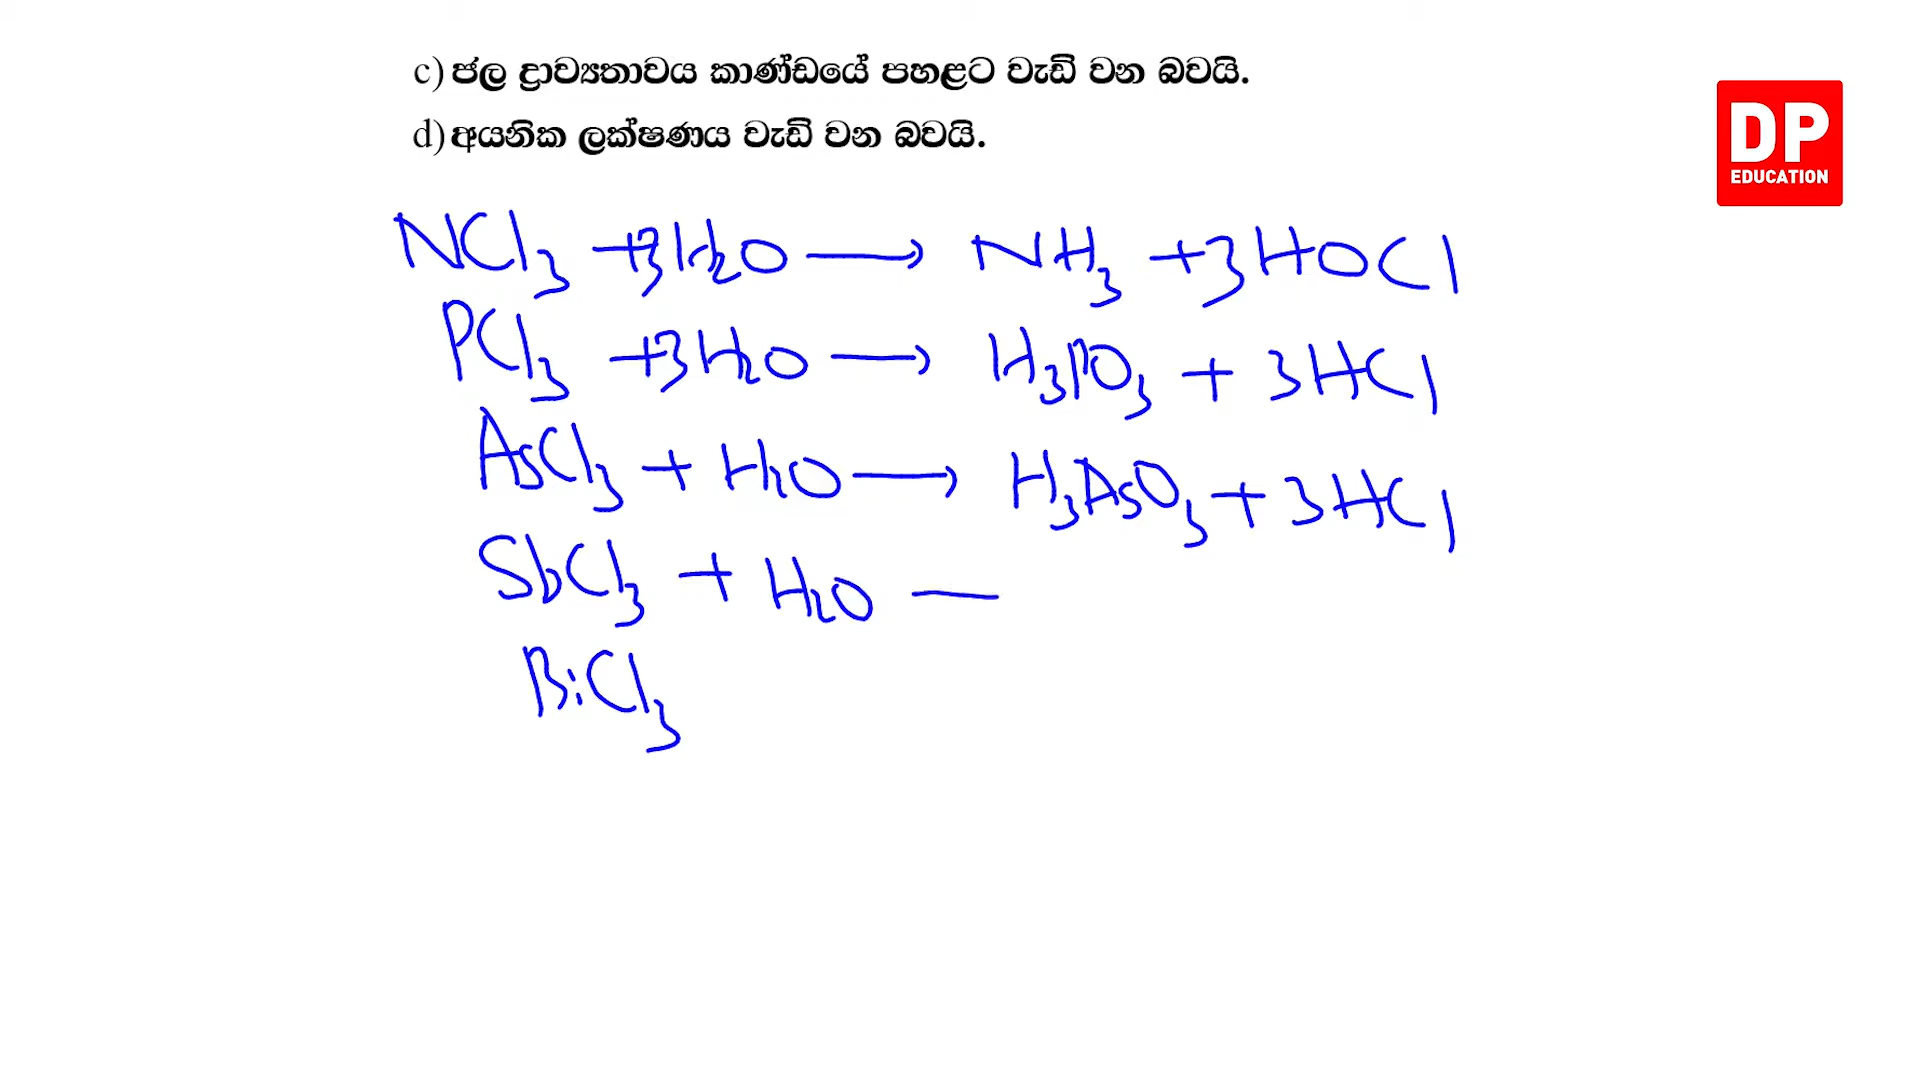 c) ජල ද්‍රාව්‍යතාවය කාණ්ඩයේ පහළට වැඩි වන බවයි.
d) අයනික ලක්ෂණය වැඩි වන බවයි.
DP
EDUCATION
NCl₃ + 3H₂O ⟶ NH₃ + 3HOCl
PCl₃ + 3H₂O ⟶ H₃PO₃ + 3HCl
AsCl₃ + H₂O ⟶ H₃AsO₃ + 3HCl
SbCl₃ + H₂O —
BiCl₃